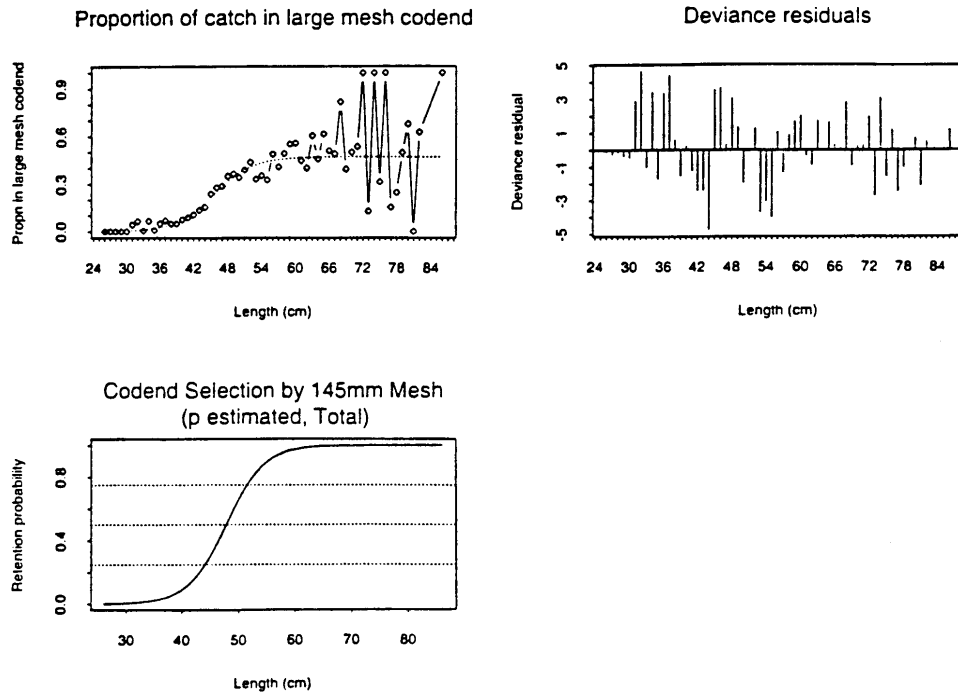 Proportion of catch in large mesh codend
Propn in large mesh codend
0.9
0.6
0.3
0.0
24 30 36 42 48 54 60 66 72 78 84
Length (cm)
Deviance residuals
Deviance residual
5
3
1
-1
-3
-5
24 30 36 42 48 54 60 66 72 78 84
Length (cm)
Codend Selection by 145mm Mesh
(p estimated, Total)
Retention probability
0.8
0.4
0.0
30 40 50 60 70 80
Length (cm)